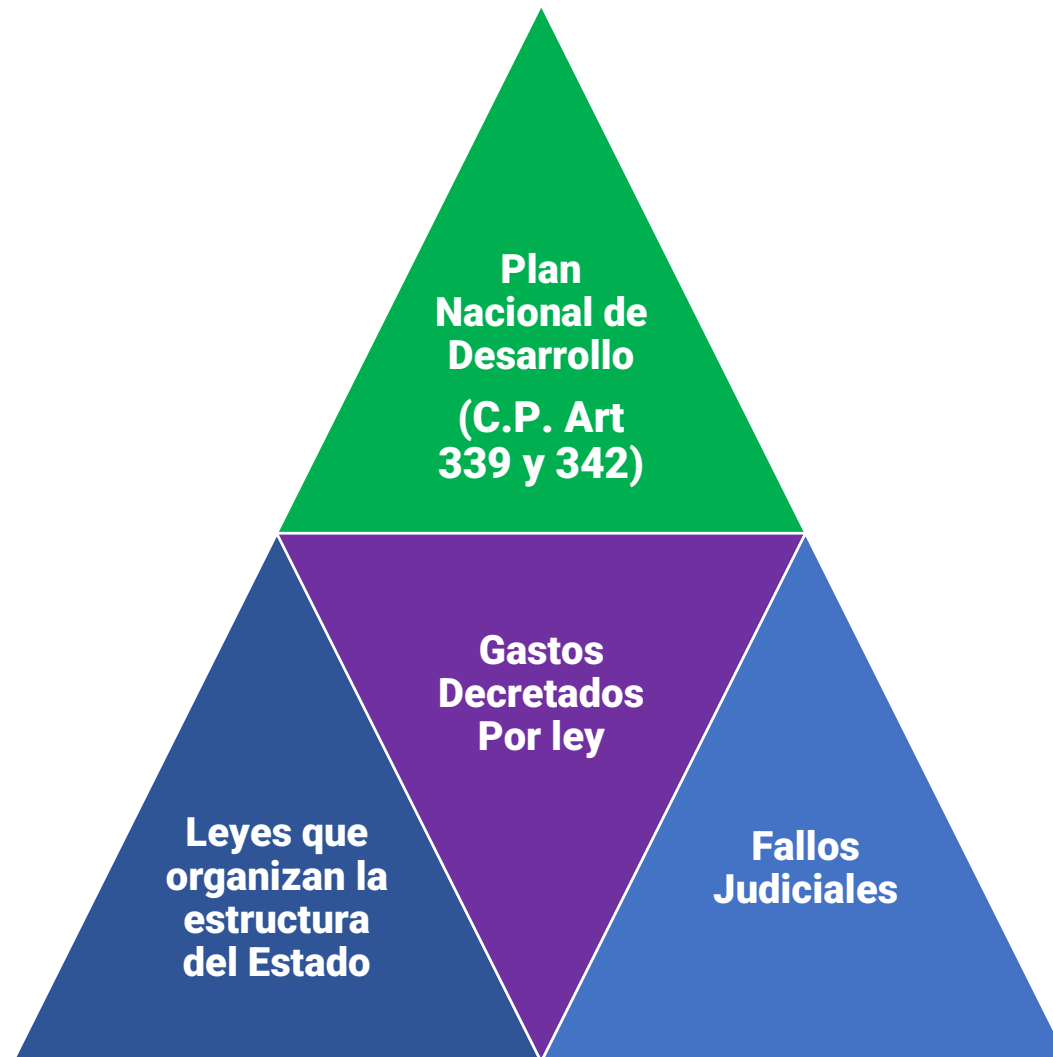 Plan
Nacional de
Desarrollo
(C.P. Art
339 y 342)
Gastos
Decretados
Por ley
Leyes que
organizan la
estructura
del Estado
Fallos
Judiciales